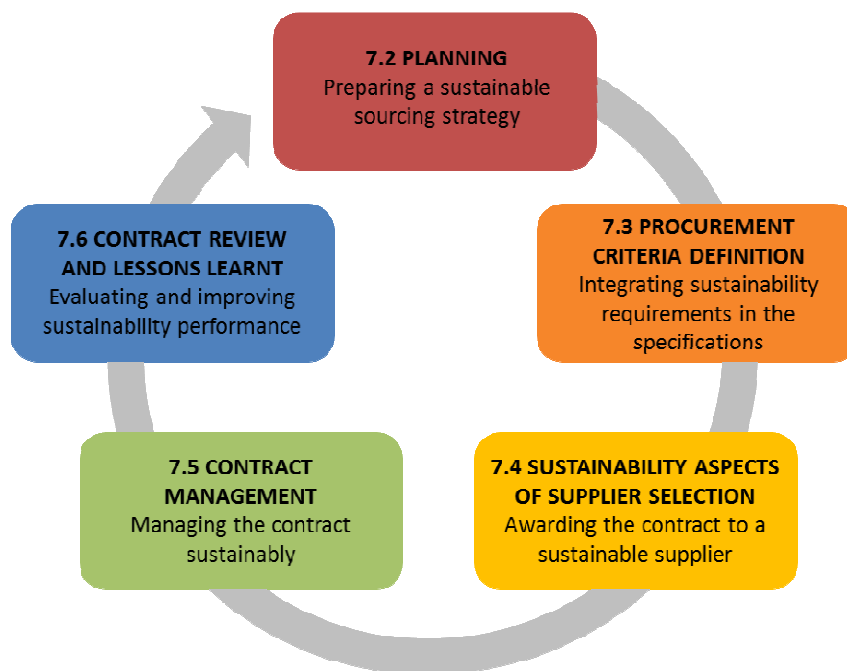 7.2 PLANNING
Preparing a sustainable
sourcing strategy
7.3 PROCUREMENT
CRITERIA DEFINITION
Integrating sustainability
requirements in the
specifications
7.4 SUSTAINABILITY ASPECTS
OF SUPPLIER SELECTION
Awarding the contract to a
sustainable supplier
7.5 CONTRACT
MANAGEMENT
Managing the contract
sustainably
7.6 CONTRACT REVIEW
AND LESSONS LEARNT
Evaluating and improving
sustainability performance